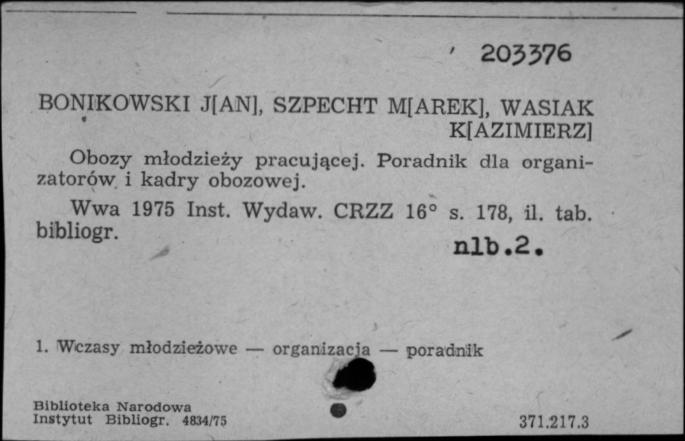 203376
BONIKOWSKI J[AN], SZPECHT M[AREK], WASIAK
K[AZIMIERZ]
Obozy młodzieży pracującej. Poradnik dla organi-
zatorów i kadry obozowej.
Wwa 1975 Inst. Wydaw. CRZZ 16° s. 178, il. tab.
bibliogr.
nlb.2.
1. Wczasy młodzieżowe — organizacja — poradnik
Biblioteka Narodowa
Instytut Bibliogr. 4834/75
371.217.3